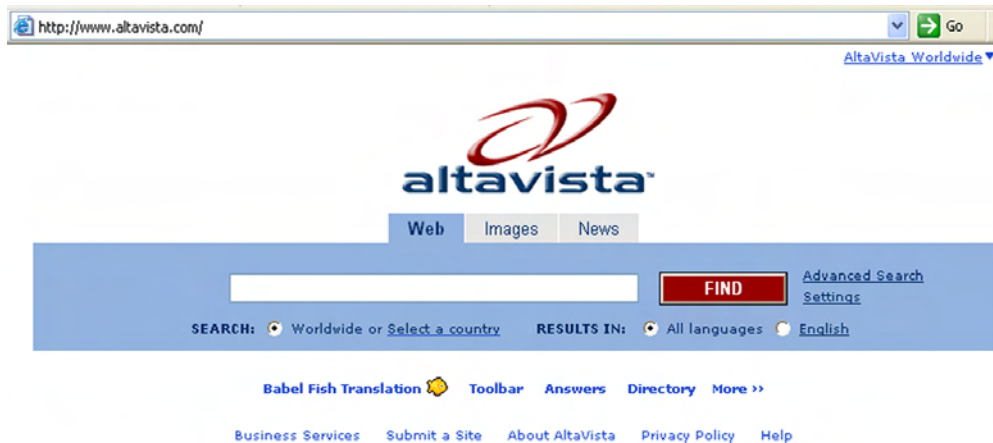 http://www.altavista.com/ Go
AltaVista Worldwide
altavista™
Web Images News
FIND Advanced Search
Settings
SEARCH: Worldwide or Select a country RESULTS IN: All languages English
Babel Fish Translation Toolbar Answers Directory More >>
Business Services Submit a Site About AltaVista Privacy Policy Help